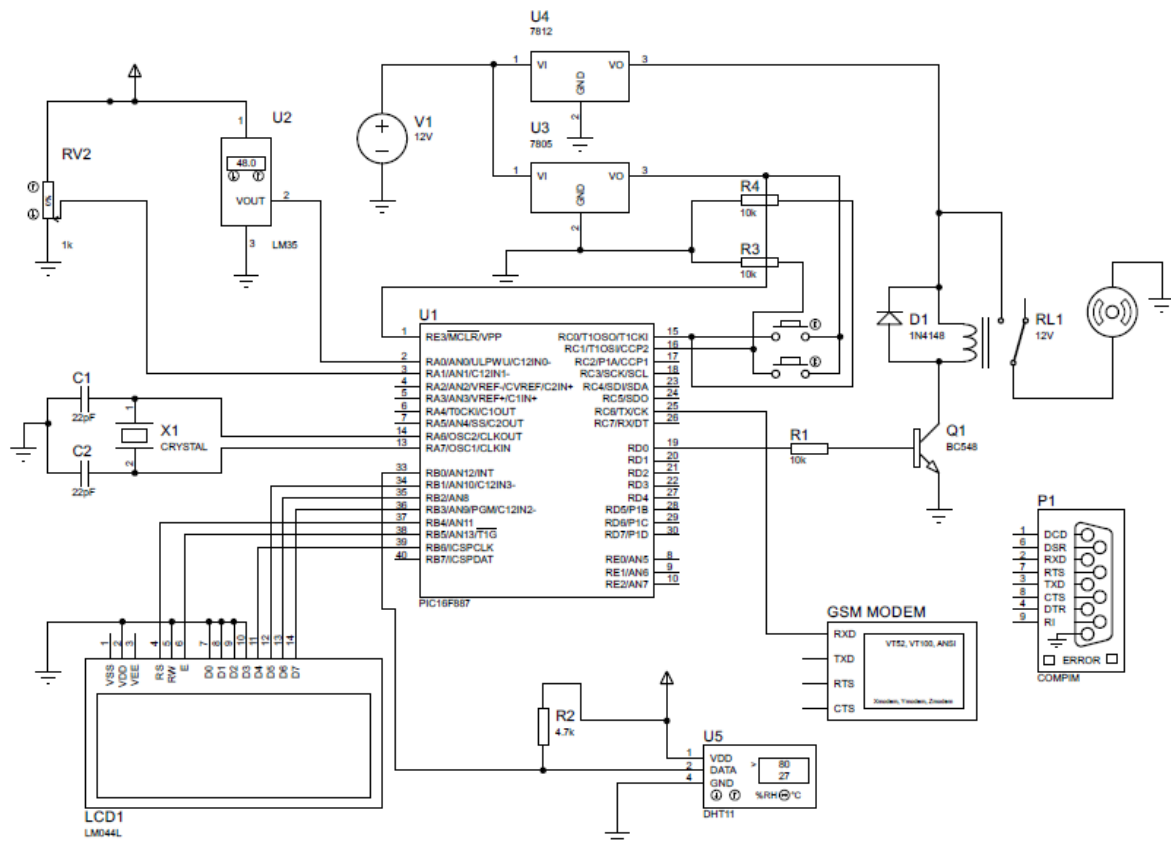 U4
7812
1 VI VO 3
GND
2
U3
7805
1 VI VO 3
GND
2
V1
12V
U2
1
48.0
VOUT 2
3
LM35
RV2
6%
1k
R4
10k
R3
10k
D1
1N4148
RL1
12V
Q1
BC548
R1
10k
C1
22pF
C2
22pF
1
X1
CRYSTAL
2
U1
1 RE3/MCLR/VPP
2 RA0/AN0/ULPWU/C12IN0-
3 RA1/AN1/C12IN1-
4 RA2/AN2/VREF-/CVREF/C2IN+
5 RA3/AN3/VREF+/C1IN+
6 RA4/T0CKI/C1OUT
7 RA5/AN4/SS/C2OUT
14 RA6/OSC2/CLKOUT
13 RA7/OSC1/CLKIN
33 RB0/AN12/INT
34 RB1/AN10/C12IN3-
35 RB2/AN8
36 RB3/AN9/PGM/C12IN2-
37 RB4/AN11
38 RB5/AN13/T1G
39 RB6/ICSPCLK
40 RB7/ICSPDAT
RC0/T1OSO/T1CKI 15
RC1/T1OSI/CCP2 16
RC2/P1A/CCP1 17
RC3/SCK/SCL 18
RC4/SDI/SDA 23
RC5/SDO 24
RC6/TX/CK 25
RC7/RX/DT 26
RD0 19
RD1 20
RD2 21
RD3 22
RD4 27
RD5/P1B 28
RD6/P1C 29
RD7/P1D 30
RE0/AN5 8
RE1/AN6 9
RE2/AN7 10
PIC16F887
P1
1 DCD
6 DSR
2 RXD
7 RTS
3 TXD
8 CTS
4 DTR
9 RI
ERROR
COMPIM
GSM MODEM
RXD
TXD
RTS
CTS
VT52, VT100, ANSI
Xmodem, Ymodem, Zmodem
1 2 3 4 5 6 7 8 9 10 11 12 13 14
VSS VDD VEE RS RW E D0 D1 D2 D3 D4 D5 D6 D7
LCD1
LM044L
R2
4.7k
U5
1 VDD
2 DATA
4 GND
>
80
27
%RH °C
DHT11